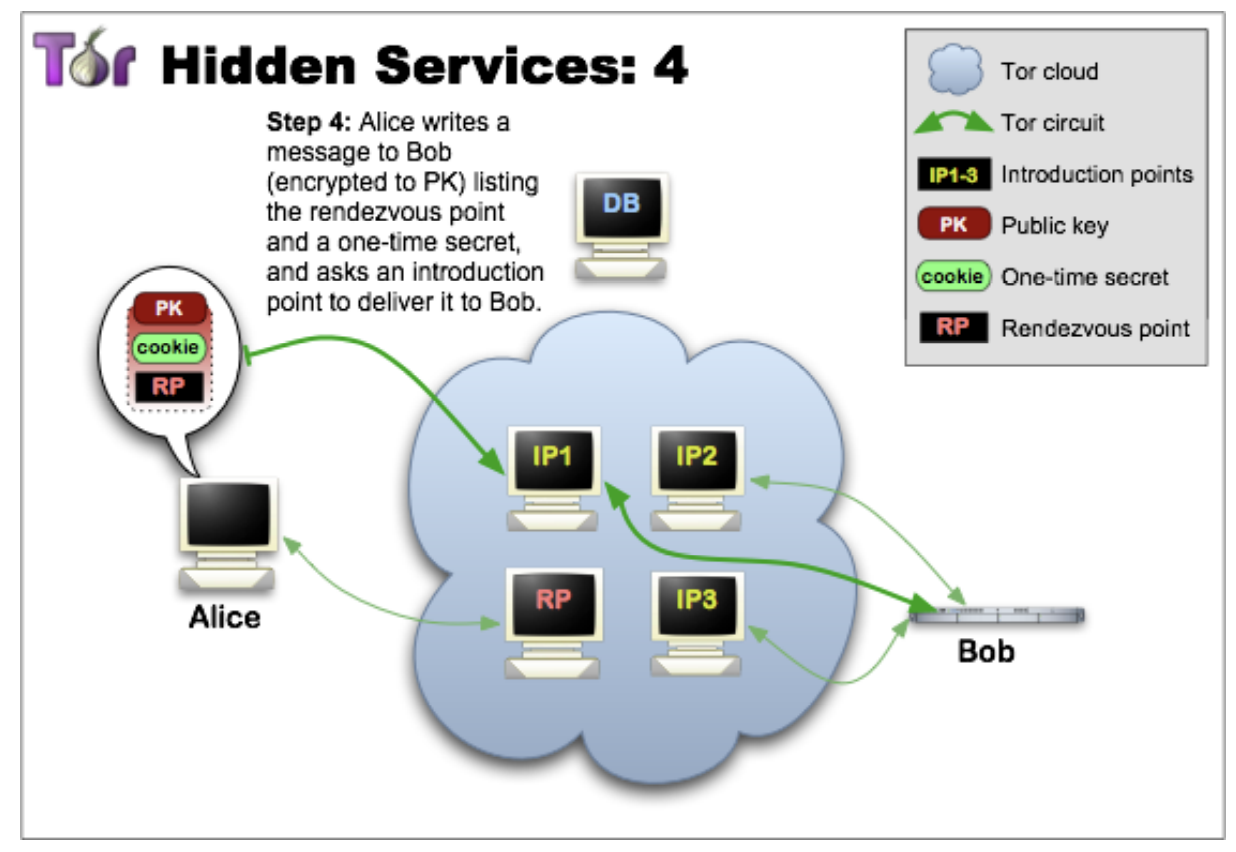 Tor Hidden Services: 4
Step 4: Alice writes a
message to Bob
(encrypted to PK) listing
the rendezvous point
and a one-time secret,
and asks an introduction
point to deliver it to Bob.
DB
Tor cloud
Tor circuit
IP1-3 Introduction points
PK Public key
cookie One-time secret
RP Rendezvous point
PK
cookie
RP
IP1
IP2
RP
IP3
Alice
Bob